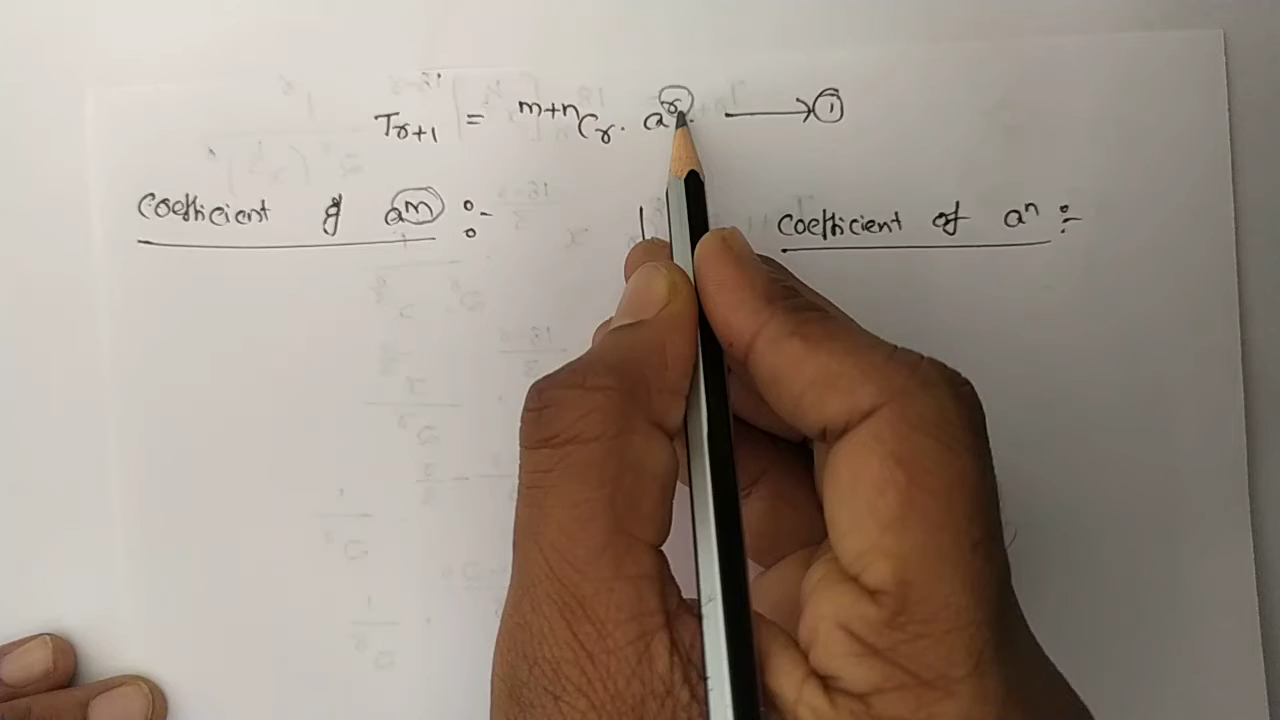 Tr+1 = m+nCr. a^r. ⟶ ①
Coefficient of a^m :-
Coefficient of a^n :-